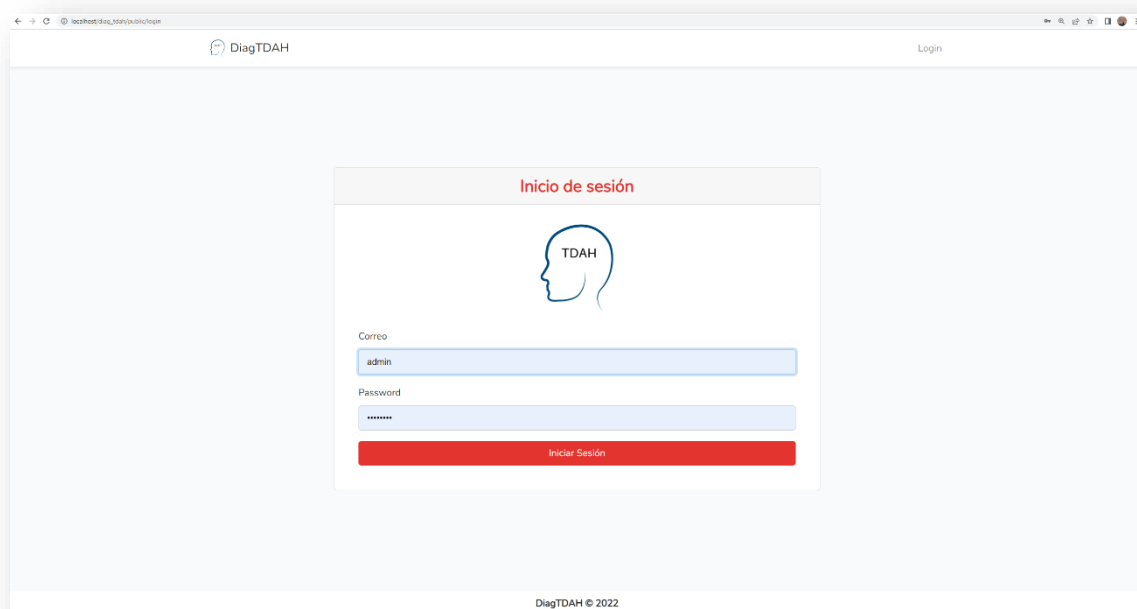 localhost/diag_tdah/public/login
DiagTDAH
Login
Inicio de sesión
TDAH
Correo
admin
Password
••••••••
Iniciar Sesión
DiagTDAH © 2022